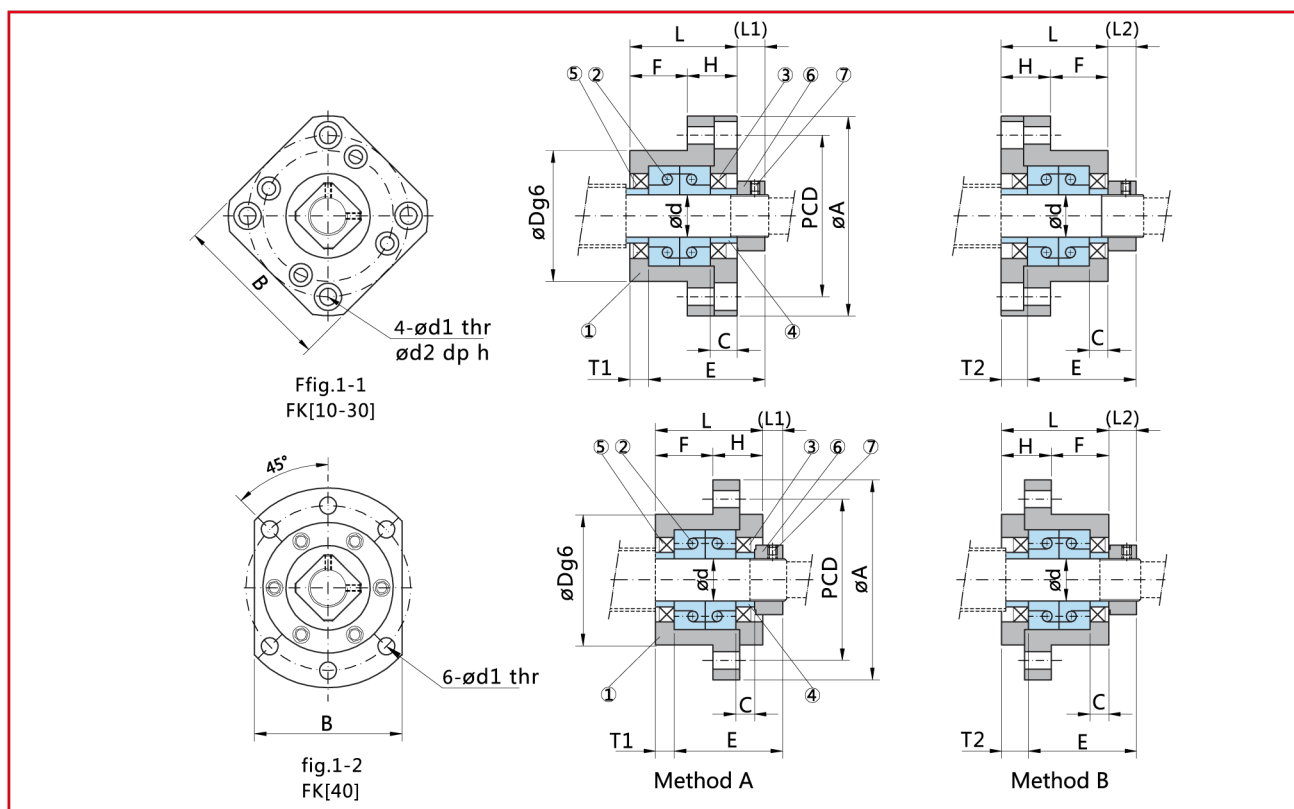 L (L1)
F H
⑤ ② ③ ⑥ ⑦
øDg6
ød
PCD
øA
① ④
C
T1 E
L (L2)
H F
ød
C
T2 E
B
4-ød1 thr
ød2 dp h
Ffig.1-1
FK[10-30]
L (L1)
F H
⑤ ② ③ ⑥ ⑦
øDg6
ød
PCD
øA
① ④
C
T1 E
Method A
L (L2)
H F
ød
C
T2 E
Method B
45°
6-ød1 thr
B
fig.1-2
FK[40]